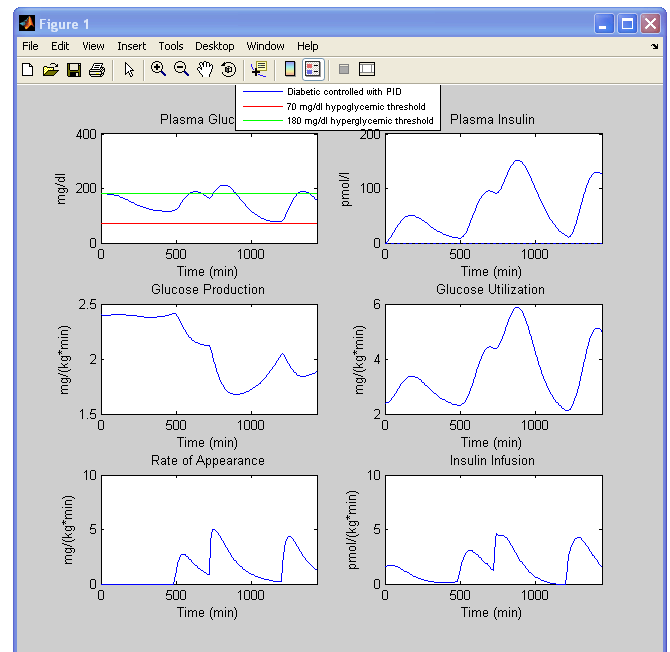 Figure 1
File Edit View Insert Tools Desktop Window Help
Diabetic controlled with PID
70 mg/dl hypoglycemic threshold
180 mg/dl hyperglycemic threshold
Plasma Gluc
400
200
0
mg/dl
0 500 1000
Time (min)
Plasma Insulin
200
100
0
pmol/l
0 500 1000
Time (min)
Glucose Production
2.5
2
1.5
mg/(kg*min)
0 500 1000
Time (min)
Glucose Utilization
6
4
2
mg/(kg*min)
0 500 1000
Time (min)
Rate of Appearance
10
5
0
mg/(kg*min)
0 500 1000
Time (min)
Insulin Infusion
10
5
0
pmol/(kg*min)
0 500 1000
Time (min)